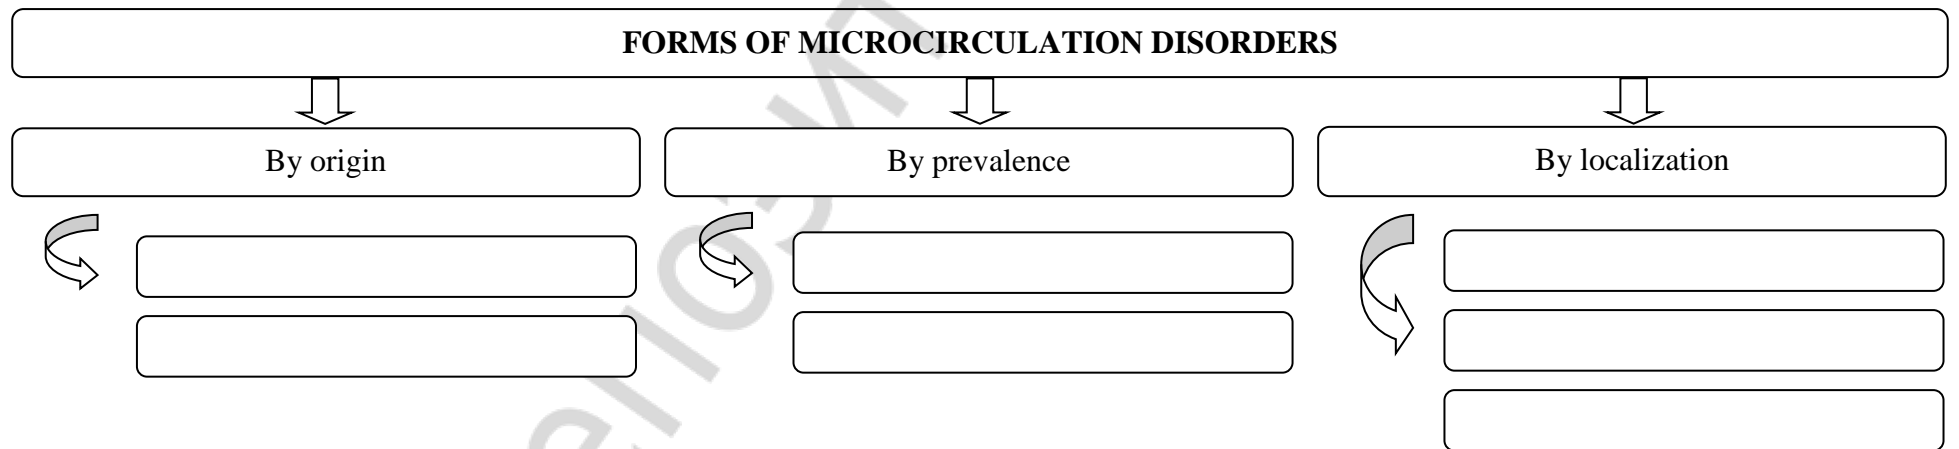 FORMS OF MICROCIRCULATION DISORDERS
By origin
By prevalence
By localization